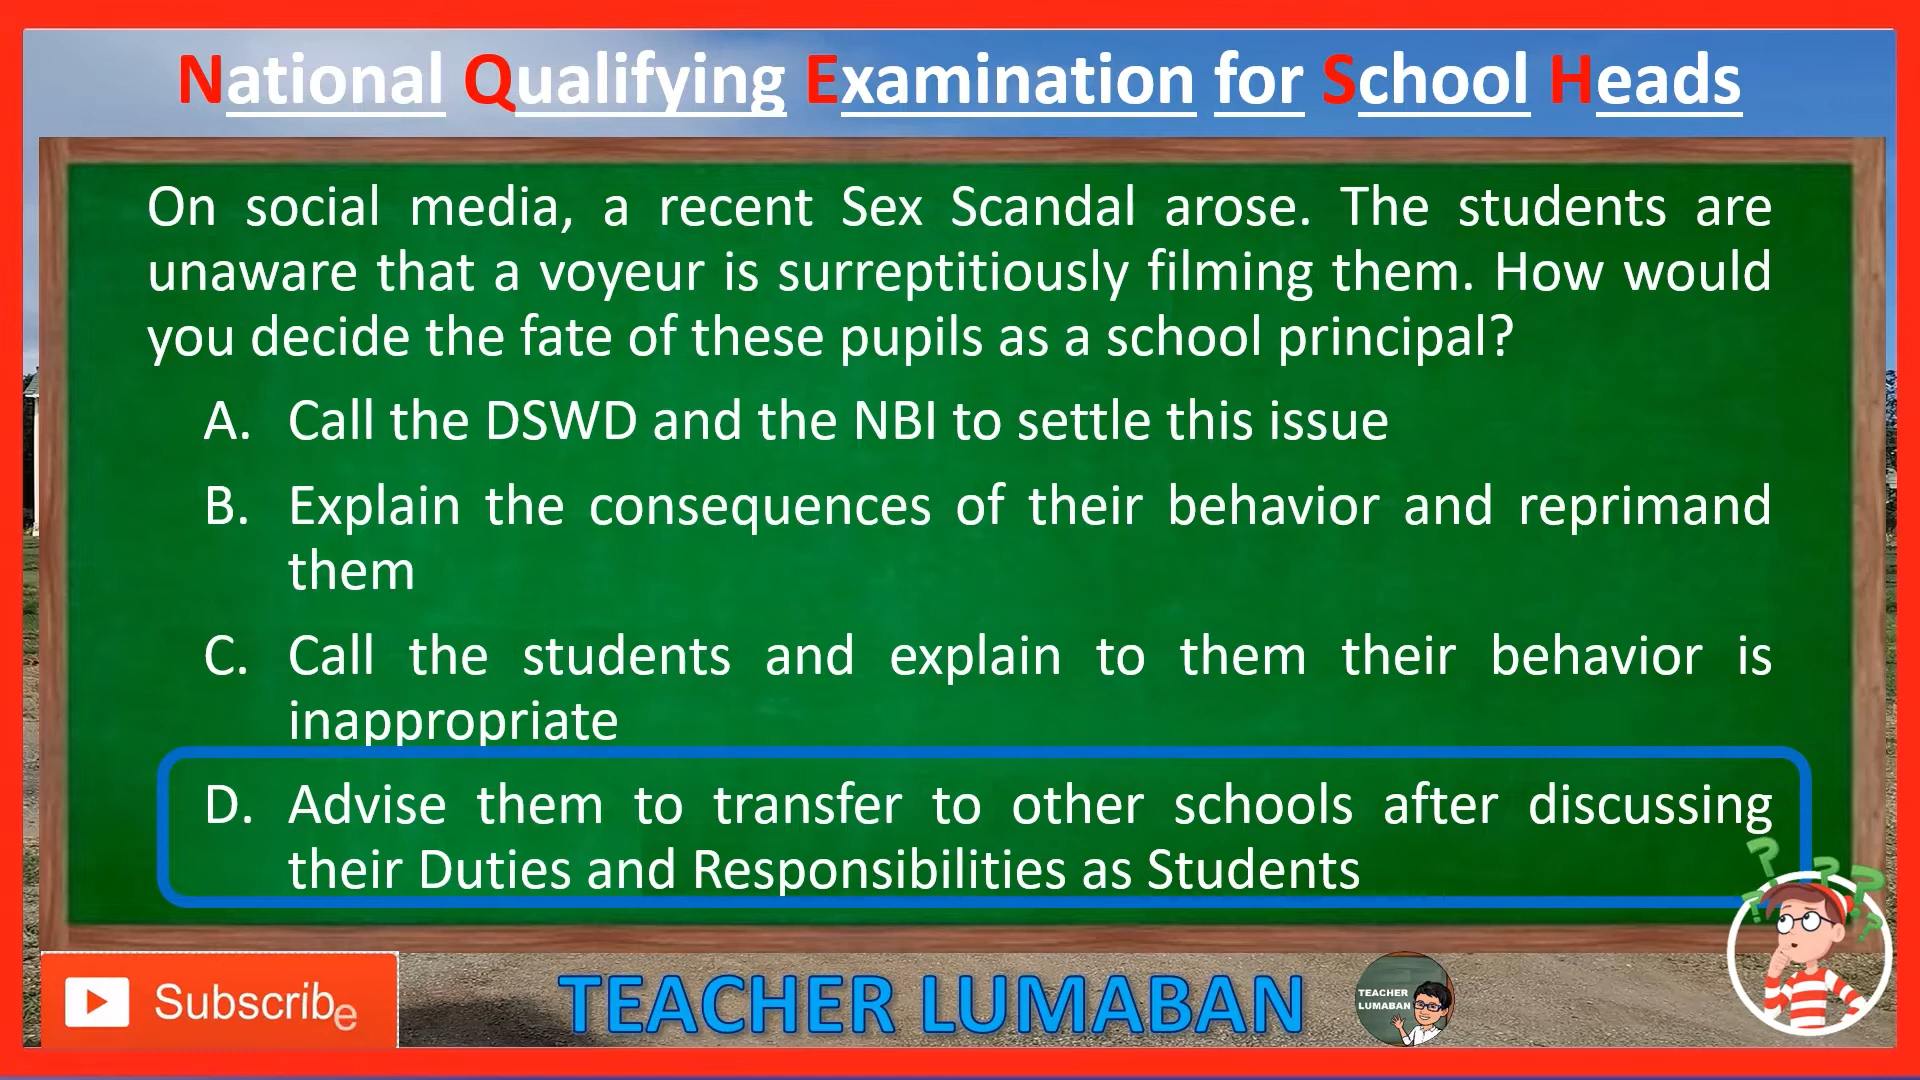 National Qualifying Examination for School Heads
On social media, a recent Sex Scandal arose. The students are
unaware that a voyeur is surreptitiously filming them. How would
you decide the fate of these pupils as a school principal?
A. Call the DSWD and the NBI to settle this issue
B. Explain the consequences of their behavior and reprimand
them
C. Call the students and explain to them their behavior is
inappropriate
D. Advise them to transfer to other schools after discussing
their Duties and Responsibilities as Students
Subscribe
TEACHER LUMABAN
TEACHER
LUMABAN